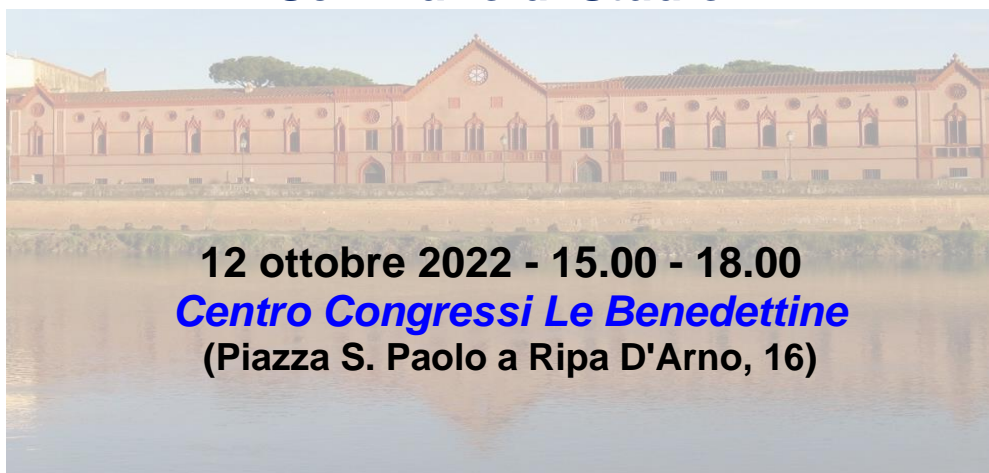 12 ottobre 2022 - 15.00 - 18.00
Centro Congressi Le Benedettine
(Piazza S. Paolo a Ripa D'Arno, 16)